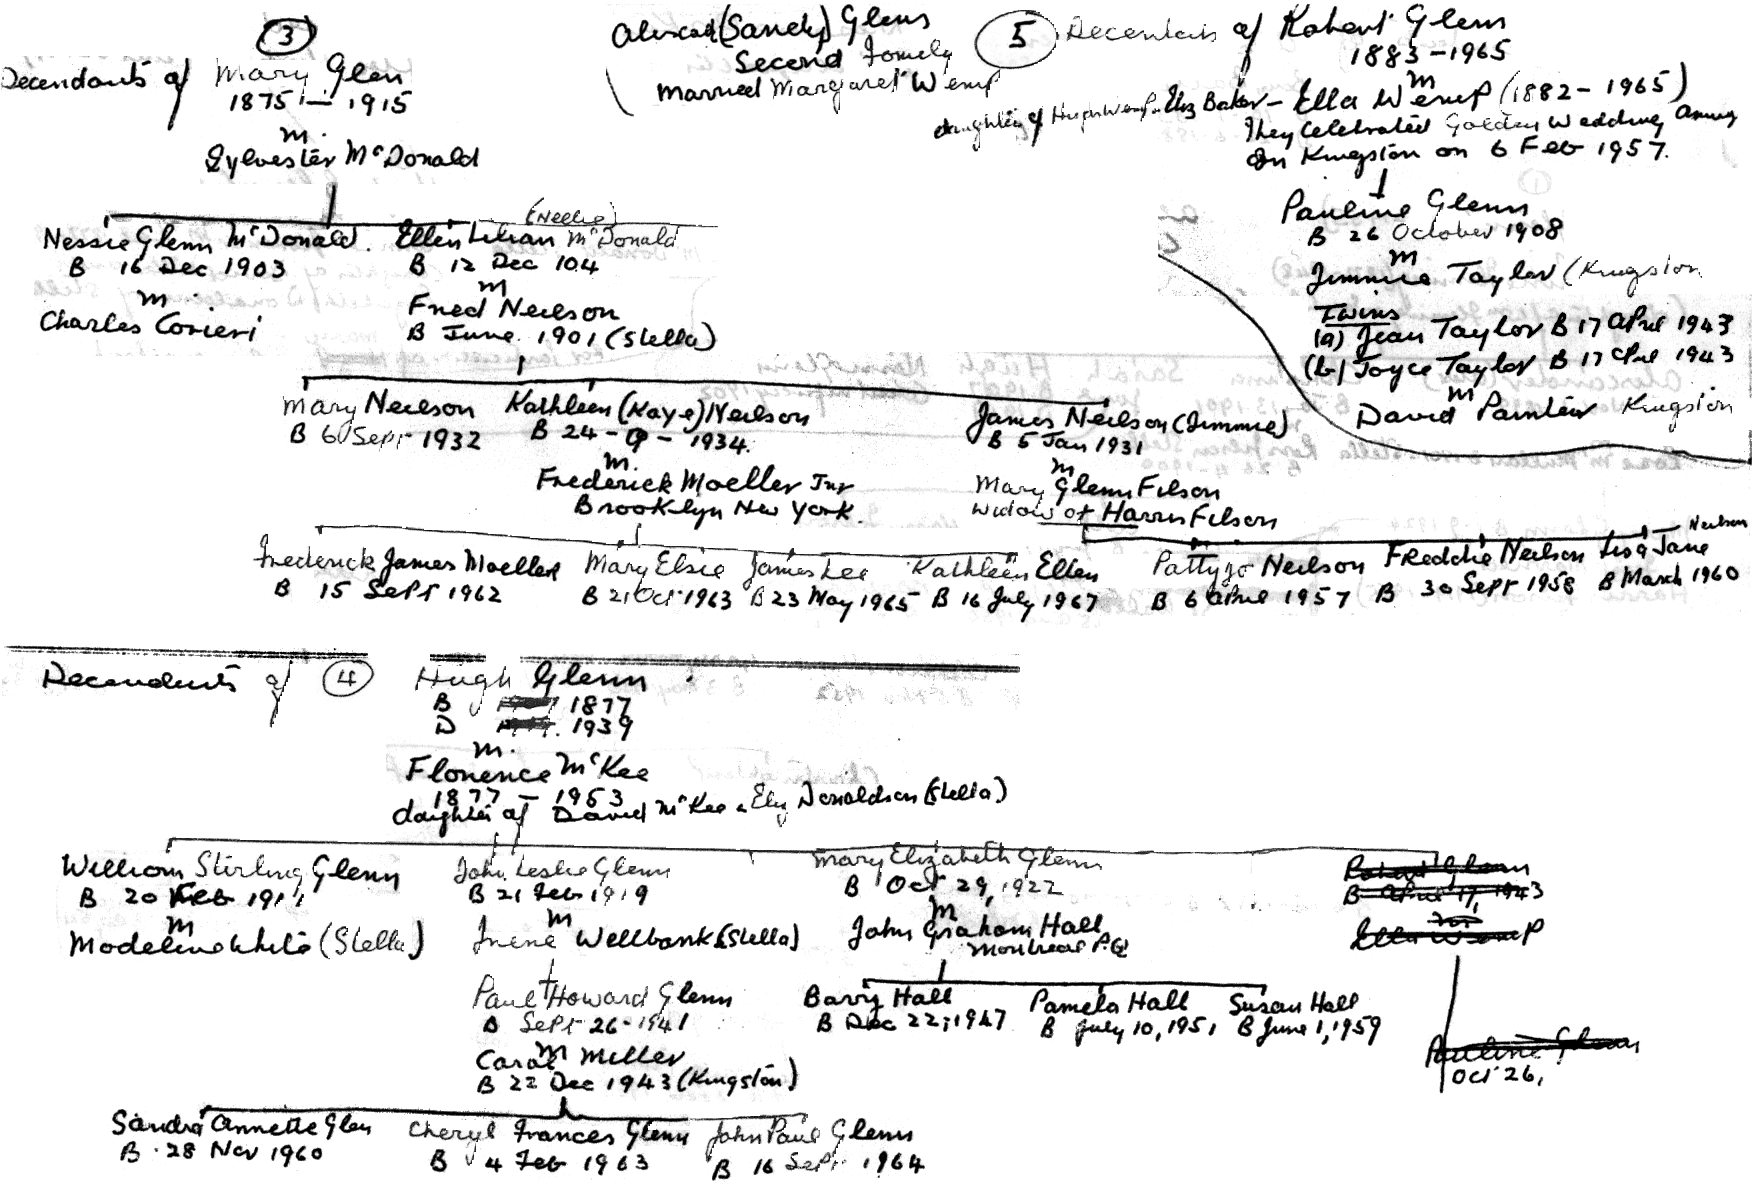 3
Decendants of Mary Glen
1875 – 1915
m.
Sylvester McDonald
(Neelie)
Nessie Glenn McDonald. Ellen Lilian McDonald
B 16 Dec 1903 B 12 Dec 104
m m
Charles Corieri Fred Neilson
B June. 1901 (Stella)
Mary Neilson Kathleen (Kaye) Neilson James Neilson (Jimmie)
B 6 Sept 1932 B 24 - 9 - 1934. B 5 Jan 1931
m. m
Frederick Moeller Jnr Mary Glenn Filson
Brooklyn New York. widow of Harris Filson
Frederick James Moeller Mary Elsie James Lee Kathleen Ellen
B 15 Sept 1962 B 21 Oct 1963 B 23 May 1965 B 16 July 1967
Pattyjo Neilson Freddie Neilson Lisa Jane Neilson
B 6 April 1957 B 30 Sept 1958 B March 1960
(Sandy) Glenn
Second Family
Married Margaret Wemp
5 Decendents of Robert Glenn
1883 – 1965
m
daughter of Hugh Wemp - Eliz Baker – Ella Wemp (1882 – 1965)
They Celebrated Golden Wedding
In Kingston on 6 Feb 1957.
Pauline Glenn
B 26 October 1908
m
Jimmie Taylor (Kingston
Twins
(a) Jean Taylor B 17 April 1943
(b) Joyce Taylor B 17 April 1943
m
David Painter Kingston
Decendents of 4 Hugh Glenn
B 1877
D 1939
m.
Florence McKee
1877 – 1953
daughter of David McKee & Eliz Donaldson (Stella)
William Stirling Glenn John Leslie Glenn Mary Elizabeth Glenn Robert Glenn
B 20 Feb 1911 B 21 Feb 1919 B Oct 29, 1922 B April 17, 1943
m m m m
Madeline White (Stella) Irene Wellbank (Stella) John Graham Hall Ella Wemp
Montreal PQ
Paul Howard Glenn Barry Hall Pamela Hall Susan Hall
B Sept 26 - 1941 B Dec 22, 1947 B July 10, 1951 B June 1, 1959
m
Carol Miller Pauline Glenn
B 22 Dec 1943 (Kingston) Oct 26,
Sandra Annette Glen Cheryl Frances Glenn John Paul Glenn
B. 28 Nov 1960 B 4 Feb 1963 B 16 Sept 1964